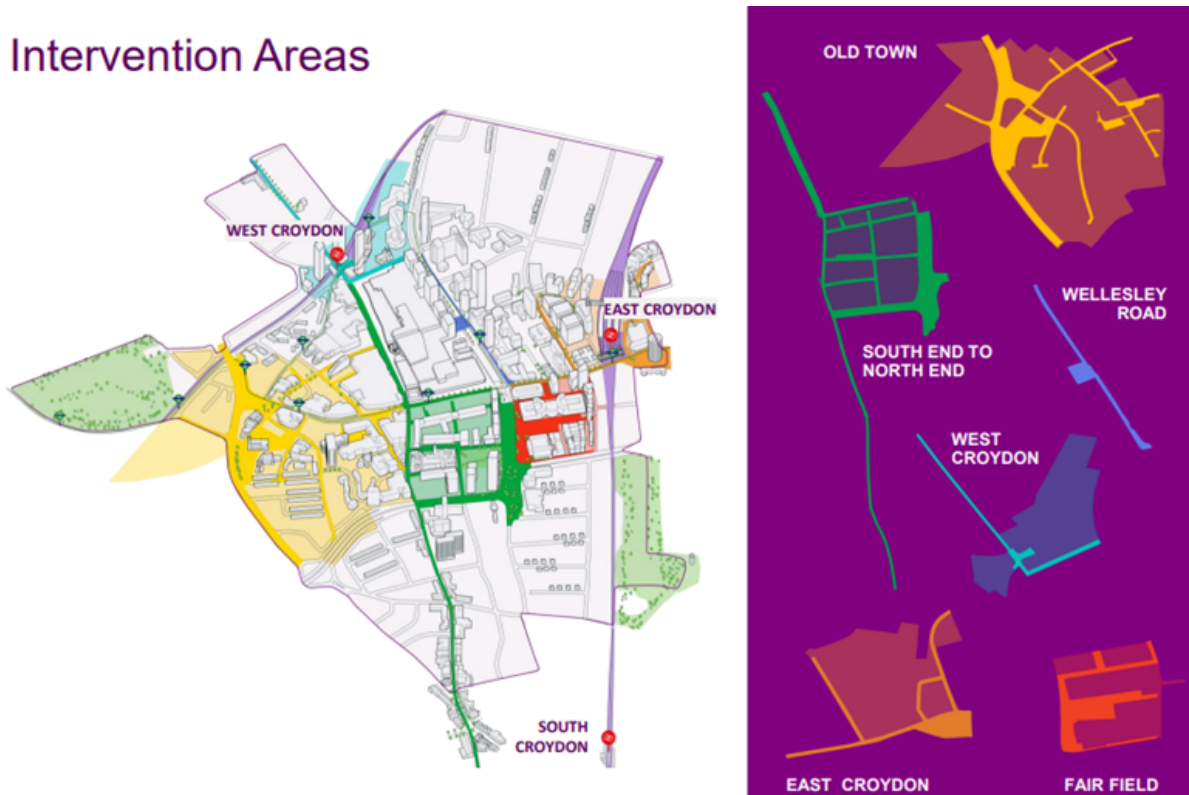 Intervention Areas
WEST CROYDON
EAST CROYDON
SOUTH
CROYDON
OLD TOWN
WELLESLEY
ROAD
SOUTH END TO
NORTH END
WEST
CROYDON
EAST CROYDON
FAIR FIELD